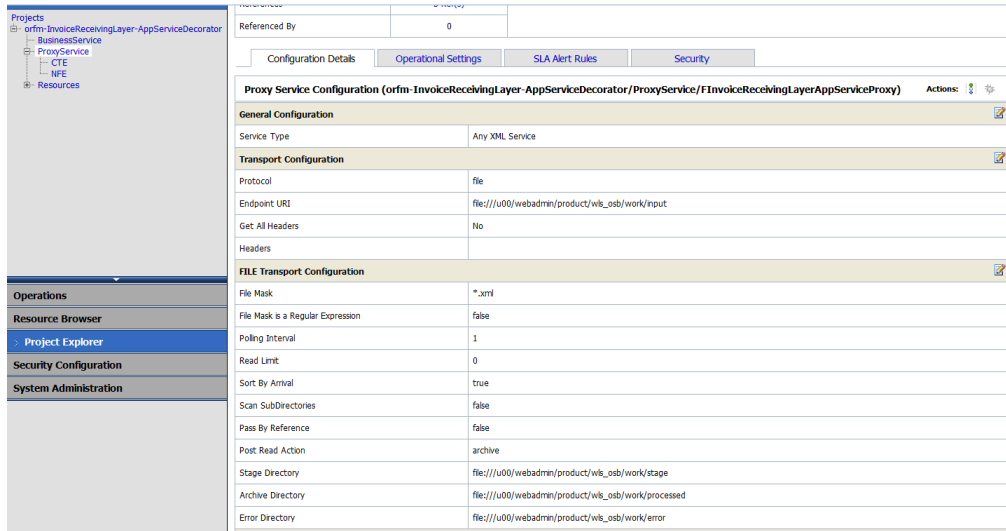 Projects
orfm-InvoiceReceivingLayer-AppServiceDecorator
BusinessService
ProxyService
CTE
NFE
Resources
Operations
Resource Browser
Project Explorer
Security Configuration
System Administration
References
Referenced By 0
Configuration Details Operational Settings SLA Alert Rules Security
Proxy Service Configuration (orfm-InvoiceReceivingLayer-AppServiceDecorator/ProxyService/FInvoiceReceivingLayerAppServiceProxy) Actions:
General Configuration
Service Type Any XML Service
Transport Configuration
Protocol file
Endpoint URI file:///u00/webadmin/product/wls_osb/work/input
Get All Headers No
Headers
FILE Transport Configuration
File Mask *.xml
File Mask is a Regular Expression false
Polling Interval 1
Read Limit 0
Sort By Arrival true
Scan SubDirectories false
Pass By Reference false
Post Read Action archive
Stage Directory file:///u00/webadmin/product/wls_osb/work/stage
Archive Directory file:///u00/webadmin/product/wls_osb/work/processed
Error Directory file:///u00/webadmin/product/wls_osb/work/error